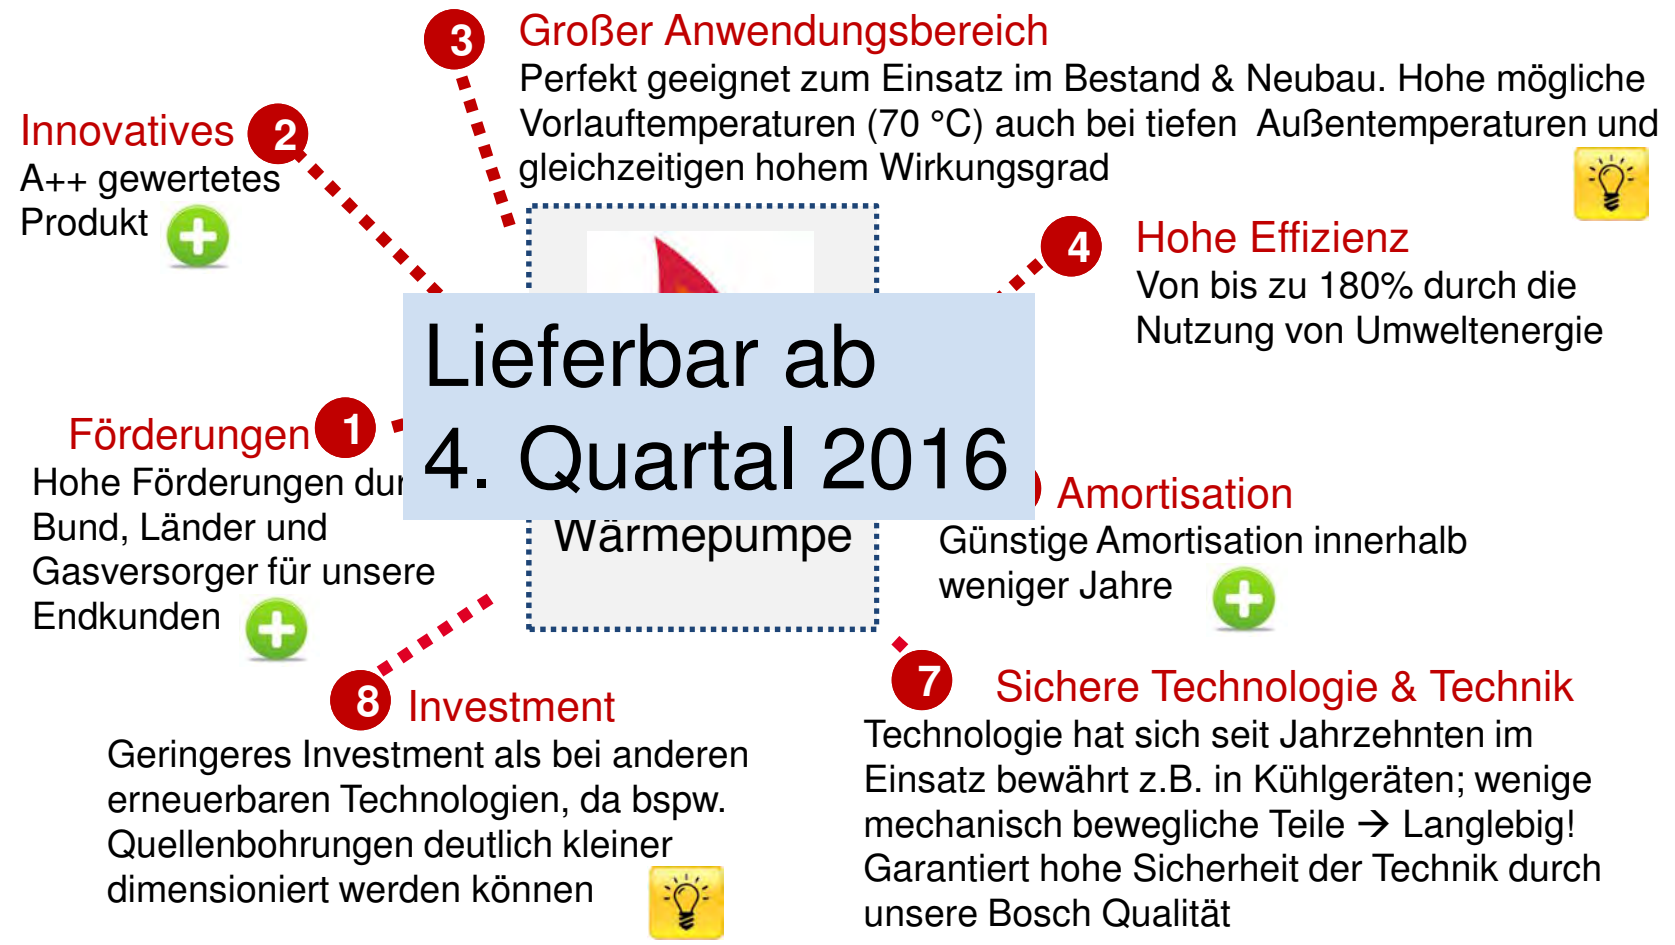 3 Großer Anwendungsbereich
Perfekt geeignet zum Einsatz im Bestand & Neubau. Hohe mögliche
Vorlauftemperaturen (70 °C) auch bei tiefen Außentemperaturen und
gleichzeitigen hohem Wirkungsgrad
Innovatives 2
A++ gewertetes
Produkt
4 Hohe Effizienz
Von bis zu 180% durch die
Nutzung von Umweltenergie
Lieferbar ab
4. Quartal 2016
Förderungen 1
Hohe Förderungen
Bund, Länder und
Gasversorger für unsere
Endkunden
Wärmepumpe
Amortisation
Günstige Amortisation innerhalb
weniger Jahre
8 Investment
Geringeres Investment als bei anderen
erneuerbaren Technologien, da bspw.
Quellenbohrungen deutlich kleiner
dimensioniert werden können
7 Sichere Technologie & Technik
Technologie hat sich seit Jahrzehnten im
Einsatz bewährt z.B. in Kühlgeräten; wenige
mechanisch bewegliche Teile → Langlebig!
Garantiert hohe Sicherheit der Technik durch
unsere Bosch Qualität